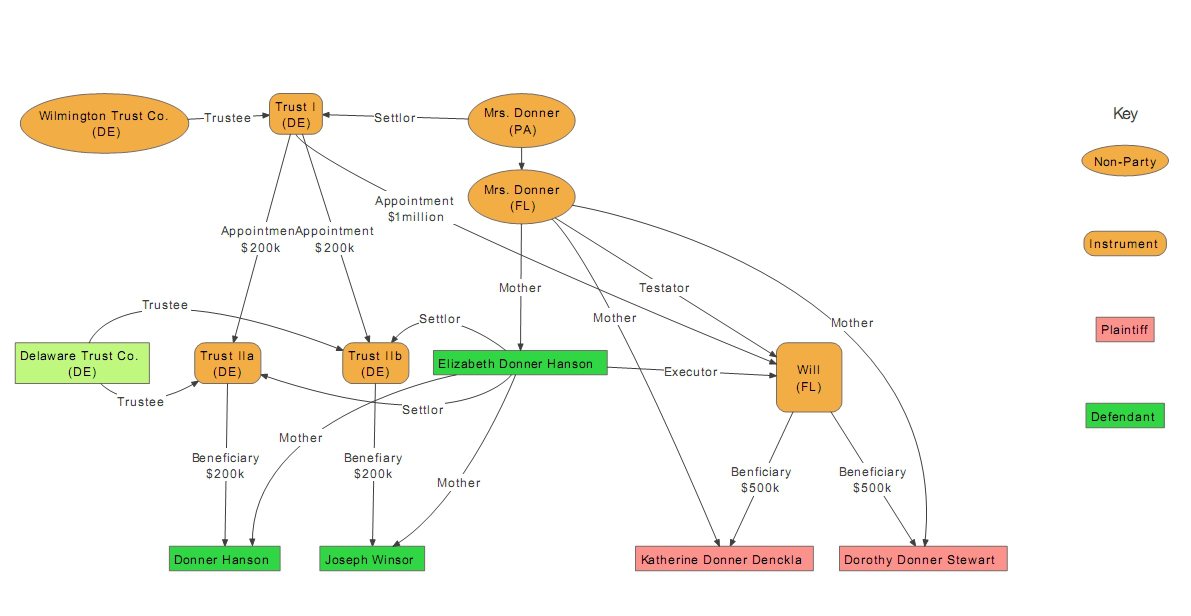 Key
Wilmington Trust Co.
(DE)
Trustee
Trust I
(DE)
Settlor
Mrs. Donner
(PA)
Non-Party
Mrs. Donner
(FL)
Appointment
$1million
AppointmenAppointment
$200k
$200k
Instrument
Mother
Testator
Trustee
Settlor
Mother
Mother
Plaintiff
Delaware Trust Co.
(DE)
Trust IIa
(DE)
Trust IIb
(DE)
Elizabeth Donner Hanson
Executor
Will
(FL)
Trustee
Settlor
Defendant
Mother
Beneficiary
$200k
Benefiary
$200k
Mother
Benficiary
$500k
Beneficiary
$500k
Donner Hanson
Joseph Winsor
Katherine Donner Denckla
Dorothy Donner Stewart